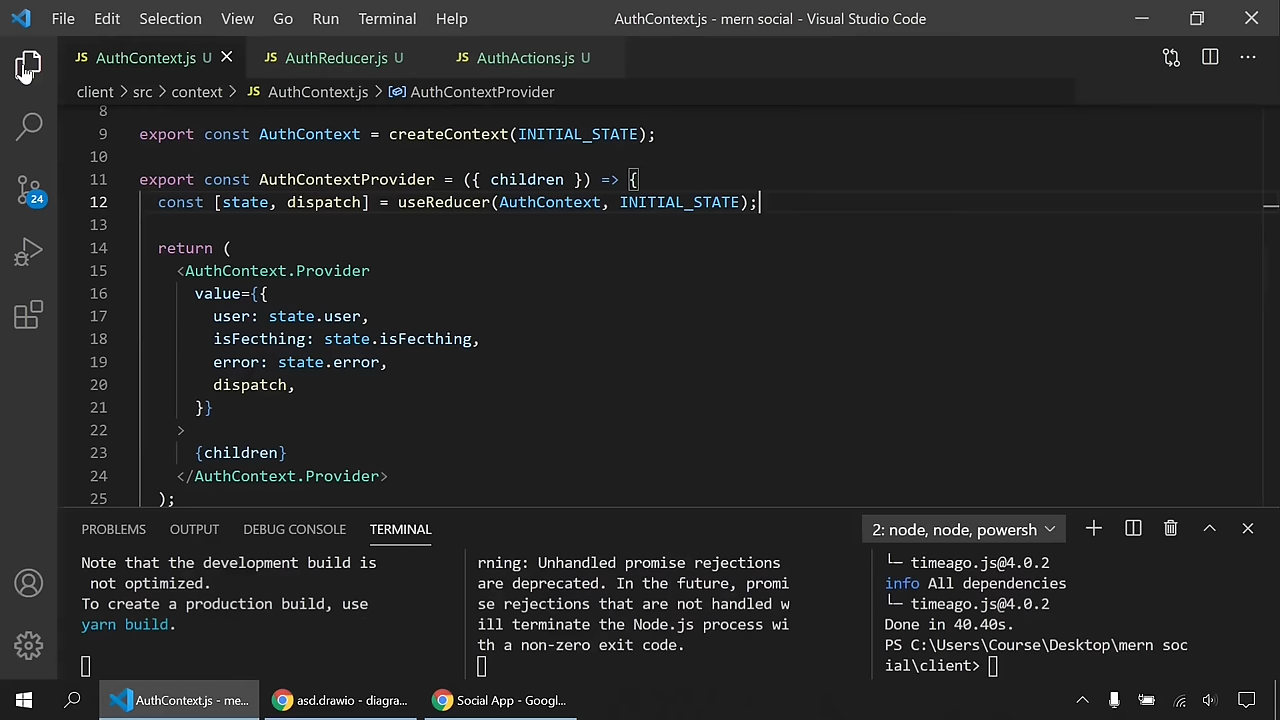 File Edit Selection View Go Run Terminal Help AuthContext.js - mern social - Visual Studio Code
JS AuthContext.js U JS AuthReducer.js U JS AuthActions.js U
client > src > context > JS AuthContext.js > AuthContextProvider
8
9 export const AuthContext = createContext(INITIAL_STATE);
10
11 export const AuthContextProvider = ({ children }) => {
12 const [state, dispatch] = useReducer(AuthContext, INITIAL_STATE);
13
14 return (
15 <AuthContext.Provider
16 value={{
17 user: state.user,
18 isFecthing: state.isFecthing,
19 error: state.error,
20 dispatch,
21 }}
22 >
23 {children}
24 </AuthContext.Provider>
25 );
24
PROBLEMS OUTPUT DEBUG CONSOLE TERMINAL 2: node, node, powersh
Note that the development build is
not optimized.
To create a production build, use
yarn build.
rning: Unhandled promise rejections
are deprecated. In the future, promi
se rejections that are not handled w
ill terminate the Node.js process wi
th a non-zero exit code.
└─ timeago.js@4.0.2
info All dependencies
└─ timeago.js@4.0.2
Done in 40.40s.
PS C:\Users\Course\Desktop\mern soc
ial\client>
AuthContext.js - me... asd.drawio - diagra... Social App - Googl...